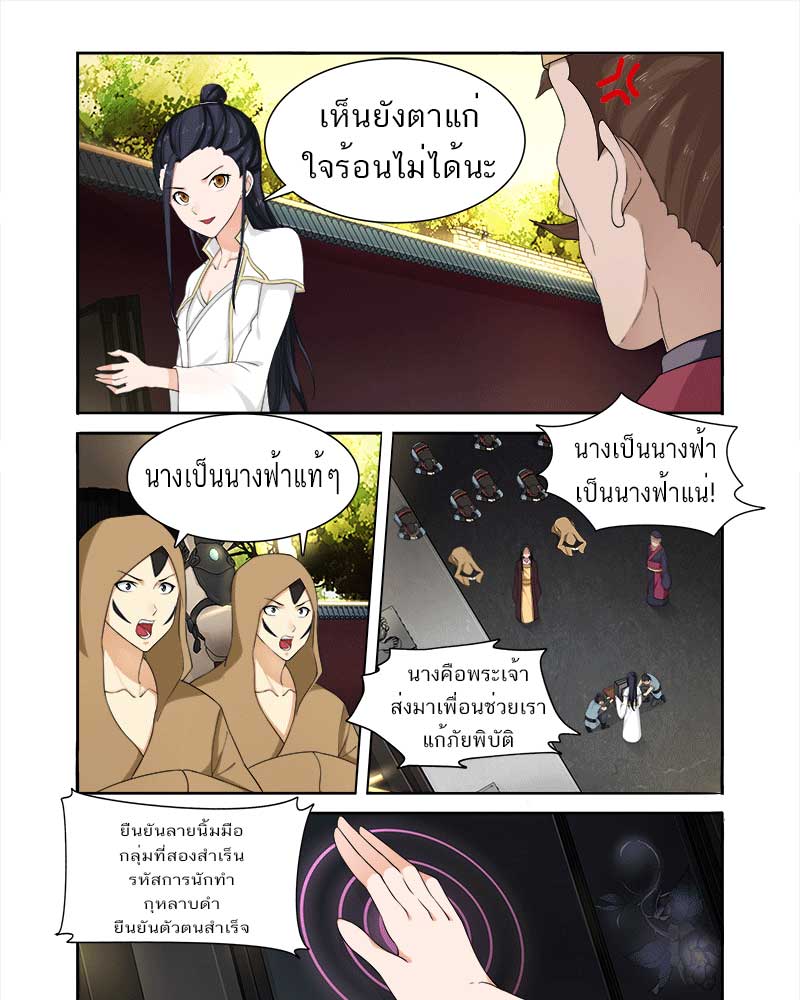 เห็นยังตาแก่
ใจร้อนไม่ได้นะ
นางเป็นนางฟ้าแท้ๆ
นางเป็นนางฟ้า
เป็นนางฟ้าแน่!
นางคือพระเจ้า
ส่งมาเพื่อนช่วยเรา
แก้ภัยพิบัติ
ยืนยันลายนิ้มมือ
กลุ่มที่สองสำเร็น
รหัสการนักทำ
กุหลาบดำ
ยืนยันตัวตนสำเร็จ